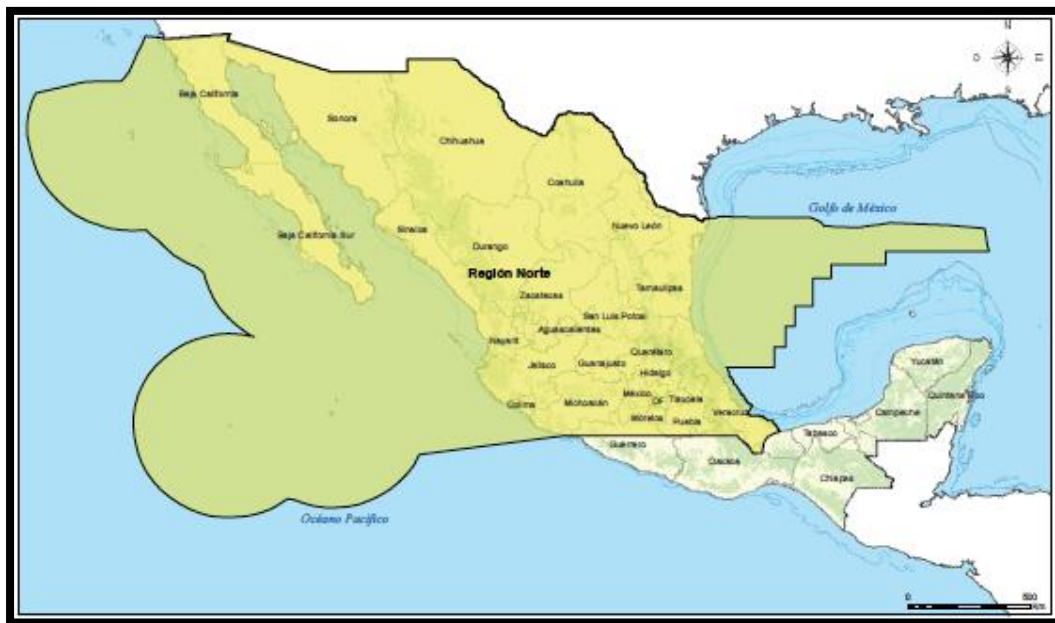 N
O E
Baja California
Sonora
Chihuahua
Coahuila
Golfo de México
Nuevo León
Baja California Sur
Sinaloa
Durango
Región Norte
Tamaulipas
Zacatecas
San Luis Potosí
Aguascalientes
Nayarit
Querétaro
Jalisco
Guanajuato
Hidalgo
Yucatán
Quintana Roo
México
DF
Tlaxcala
Colima
Michoacán
Veracruz
Campeche
Morelos
Puebla
Tabasco
Guerrero
Oaxaca
Chiapas
Océano Pacífico
0 500
Km